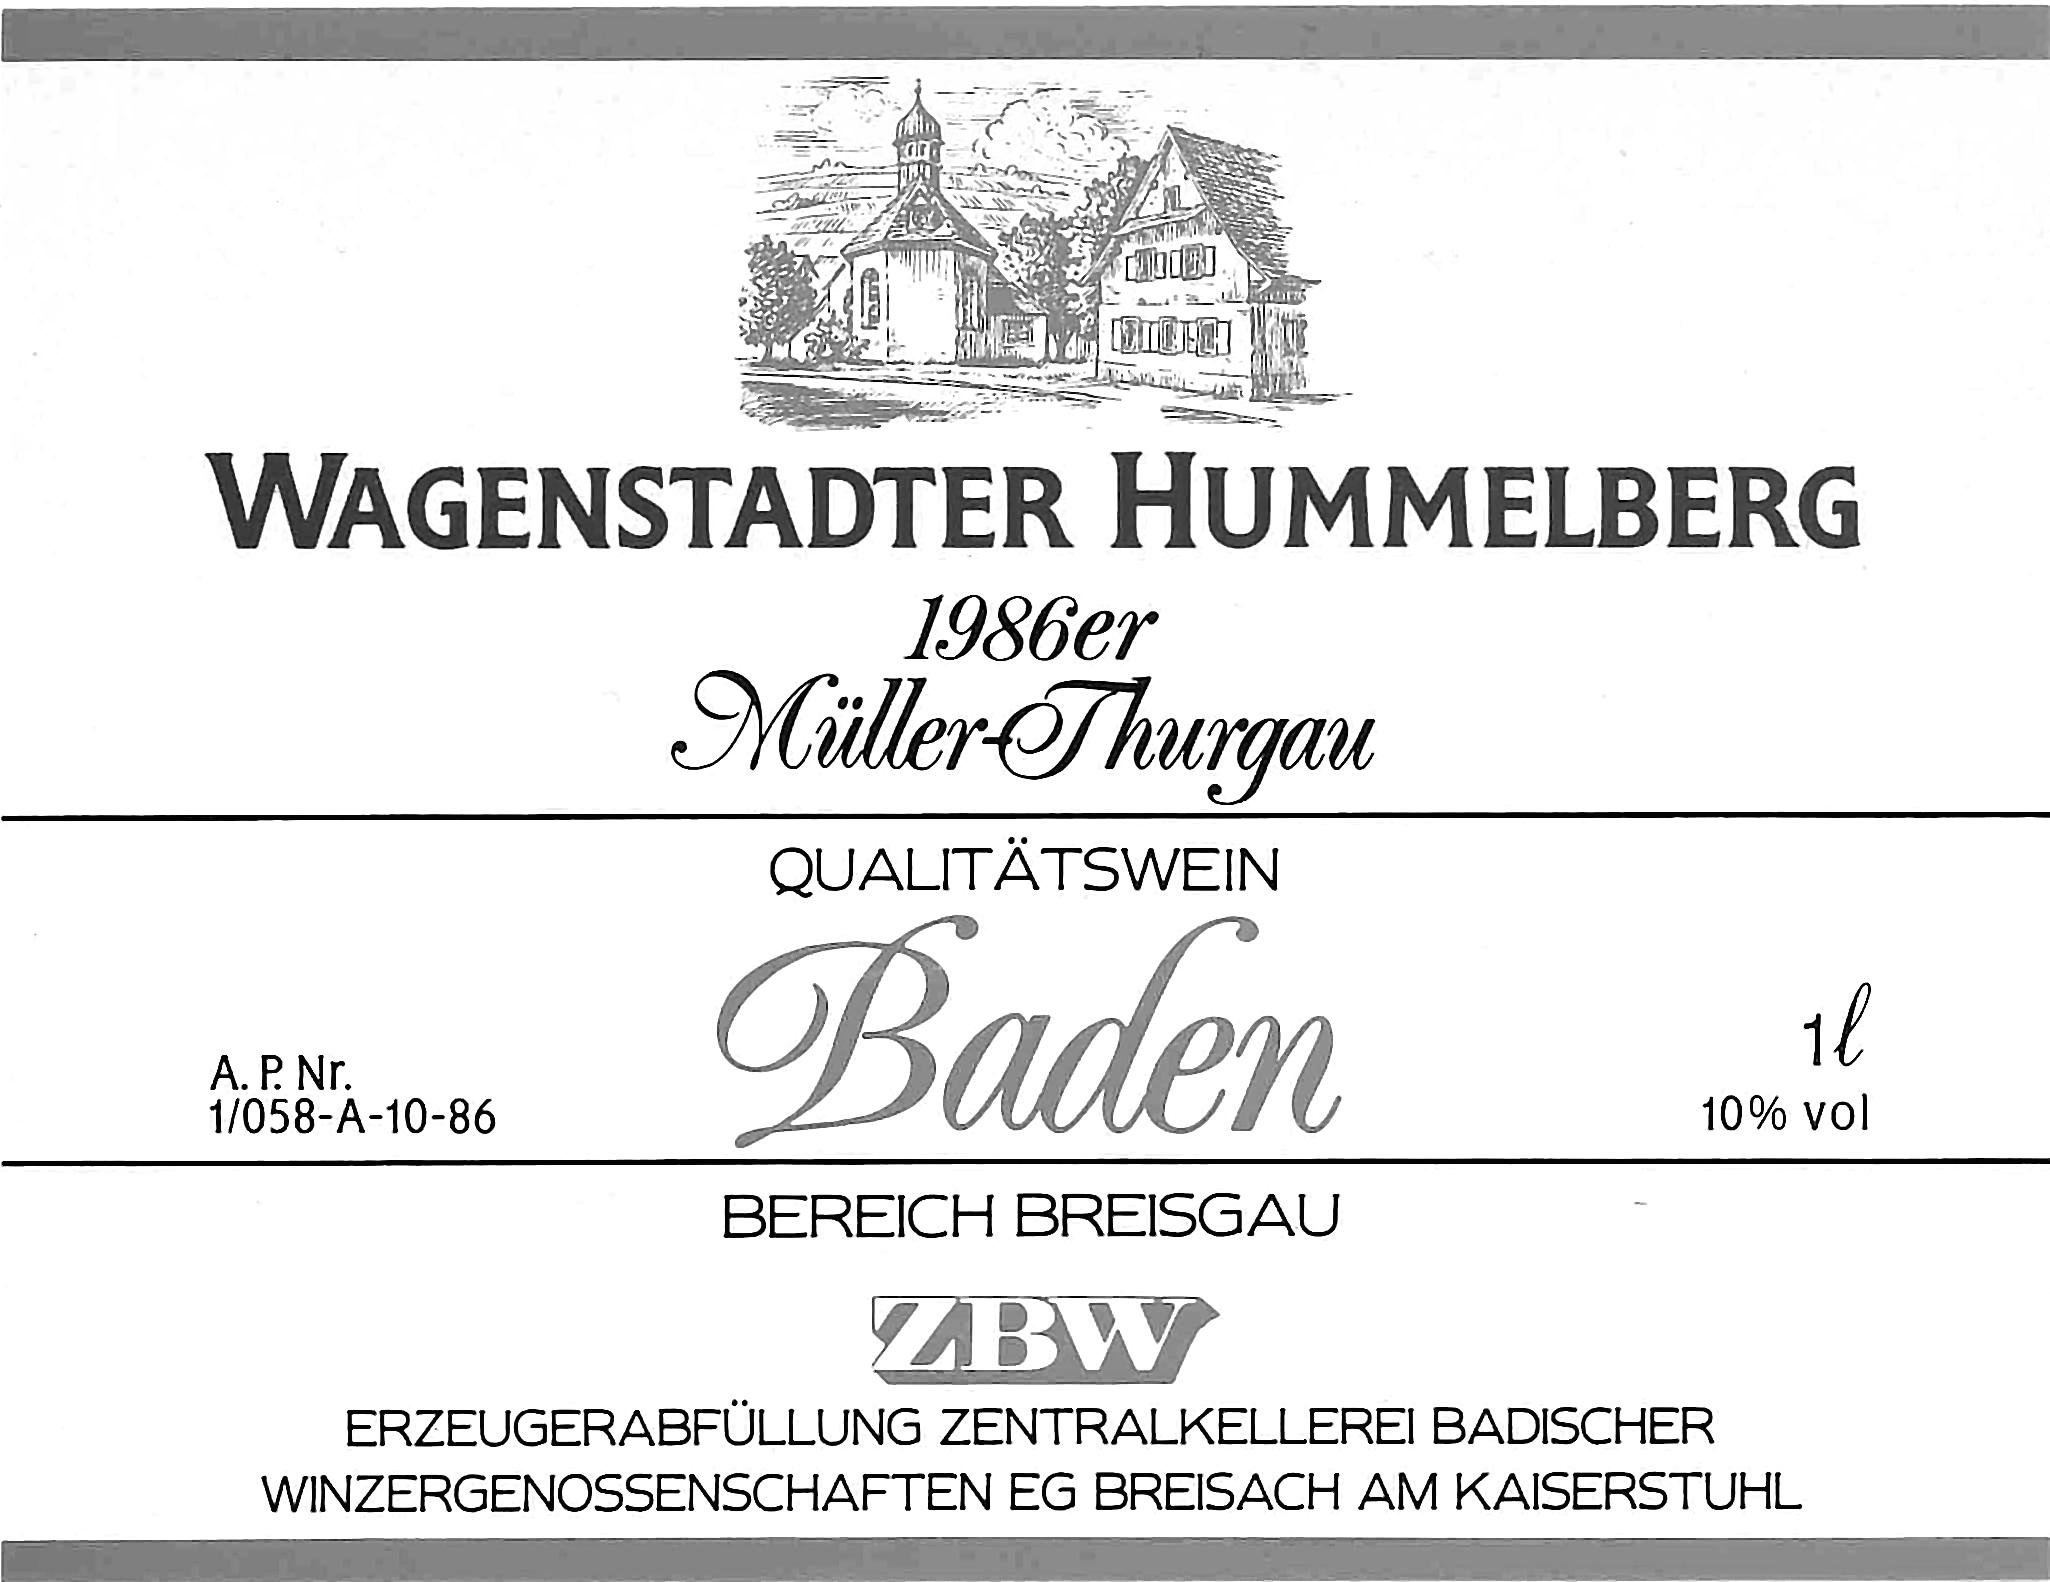 WAGENSTADTER HUMMELBERG
1986er
Müller-Thurgau
QUALITÄTSWEIN
Baden
A. P. Nr.
1/058-A-10-86
1 l
10% vol
BEREICH BREISGAU
ZBW
ERZEUGERABFÜLLUNG ZENTRALKELLEREI BADISCHER
WINZERGENOSSENSCHAFTEN EG BREISACH AM KAISERSTUHL